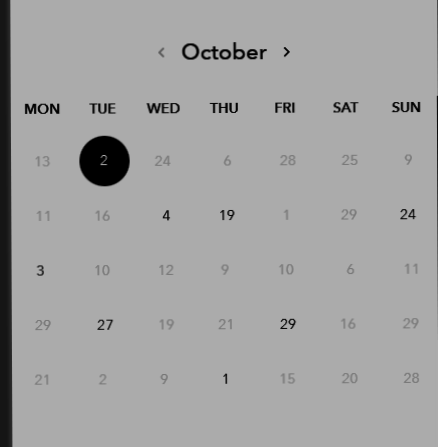 ‹ October ›
MON TUE WED THU FRI SAT SUN
13 2 24 6 28 25 9
11 16 4 19 1 29 24
3 10 12 9 10 6 11
29 27 19 21 29 16 29
21 2 9 1 15 20 28